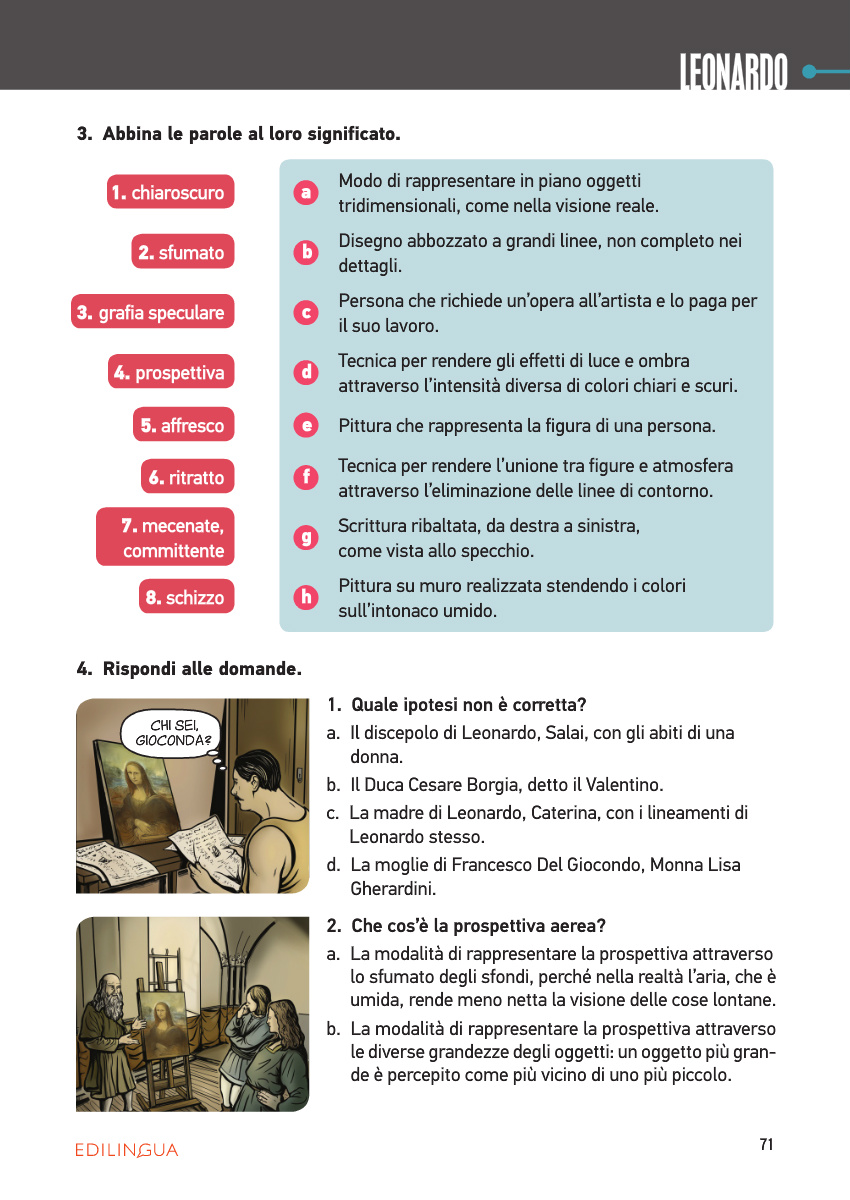 LEONARDO
3. Abbina le parole al loro significato.
1. chiaroscuro
2. sfumato
3. grafia speculare
4. prospettiva
5. affresco
6. ritratto
7. mecenate,
committente
8. schizzo
a
Modo di rappresentare in piano oggetti
tridimensionali, come nella visione reale.
b
Disegno abbozzato a grandi linee, non completo nei
dettagli.
c
Persona che richiede un'opera all'artista e lo paga per
il suo lavoro.
d
Tecnica per rendere gli effetti di luce e ombra
attraverso l'intensità diversa di colori chiari e scuri.
e
Pittura che rappresenta la figura di una persona.
f
Tecnica per rendere l'unione tra figure e atmosfera
attraverso l'eliminazione delle linee di contorno.
g
Scrittura ribaltata, da destra a sinistra,
come vista allo specchio.
h
Pittura su muro realizzata stendendo i colori
sull'intonaco umido.
4. Rispondi alle domande.
CHI SEI,
GIOCONDA?
1. Quale ipotesi non è corretta?
a. Il discepolo di Leonardo, Salai, con gli abiti di una
donna.
b. Il Duca Cesare Borgia, detto il Valentino.
c. La madre di Leonardo, Caterina, con i lineamenti di
Leonardo stesso.
d. La moglie di Francesco Del Giocondo, Monna Lisa
Gherardini.
2. Che cos'è la prospettiva aerea?
a. La modalità di rappresentare la prospettiva attraverso
lo sfumato degli sfondi, perché nella realtà l'aria, che è
umida, rende meno netta la visione delle cose lontane.
b. La modalità di rappresentare la prospettiva attraverso
le diverse grandezze degli oggetti: un oggetto più gran-
de è percepito come più vicino di uno più piccolo.
EDILINGUA
71